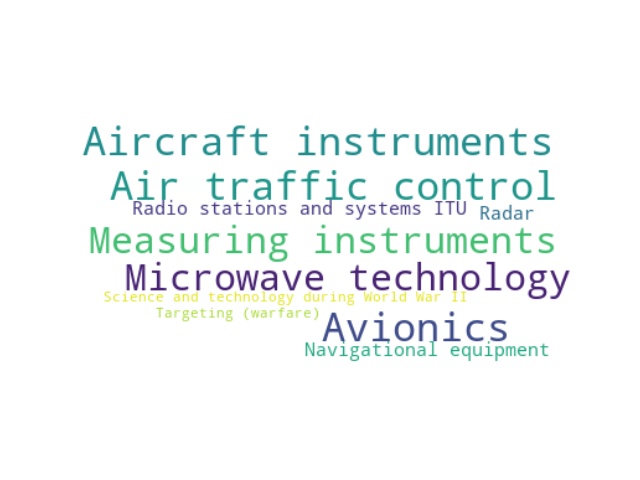 Aircraft instruments
Air traffic control
Radio stations and systems ITU
Radar
Measuring instruments
Microwave technology
Science and technology during World War II
Targeting (warfare)
Avionics
Navigational equipment